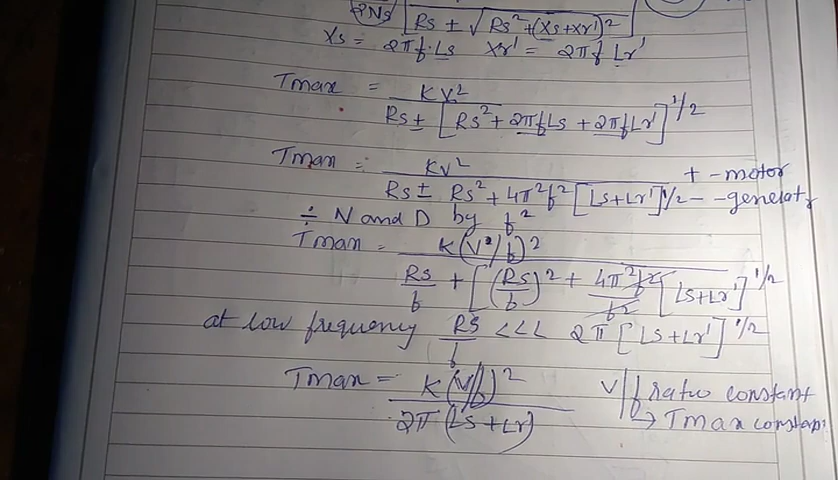 2Ns [Rs ± √Rs² + (Xs+Xr')²]
Xs = 2πf.Ls Xr' = 2πf Lr'
Tmax = KV² / Rs ± [Rs² + 2πfLs + 2πfLr']^1/2
Tmax = KV² / Rs ± Rs² + 4π²f² [Ls+Lr']^1/2 + - motor
- - generat
÷ N and D by f²
Tmax = K(V²/f)² / Rs/f + [(Rs/f)² + 4π²f²/f² [Ls+Lr']^1/2
at low frequency Rs/f <<< 2π [Ls+Lr']^1/2
Tmax = K(V/f)² / 2π(Ls+Lr) V/f ratio constant
→ Tmax constan